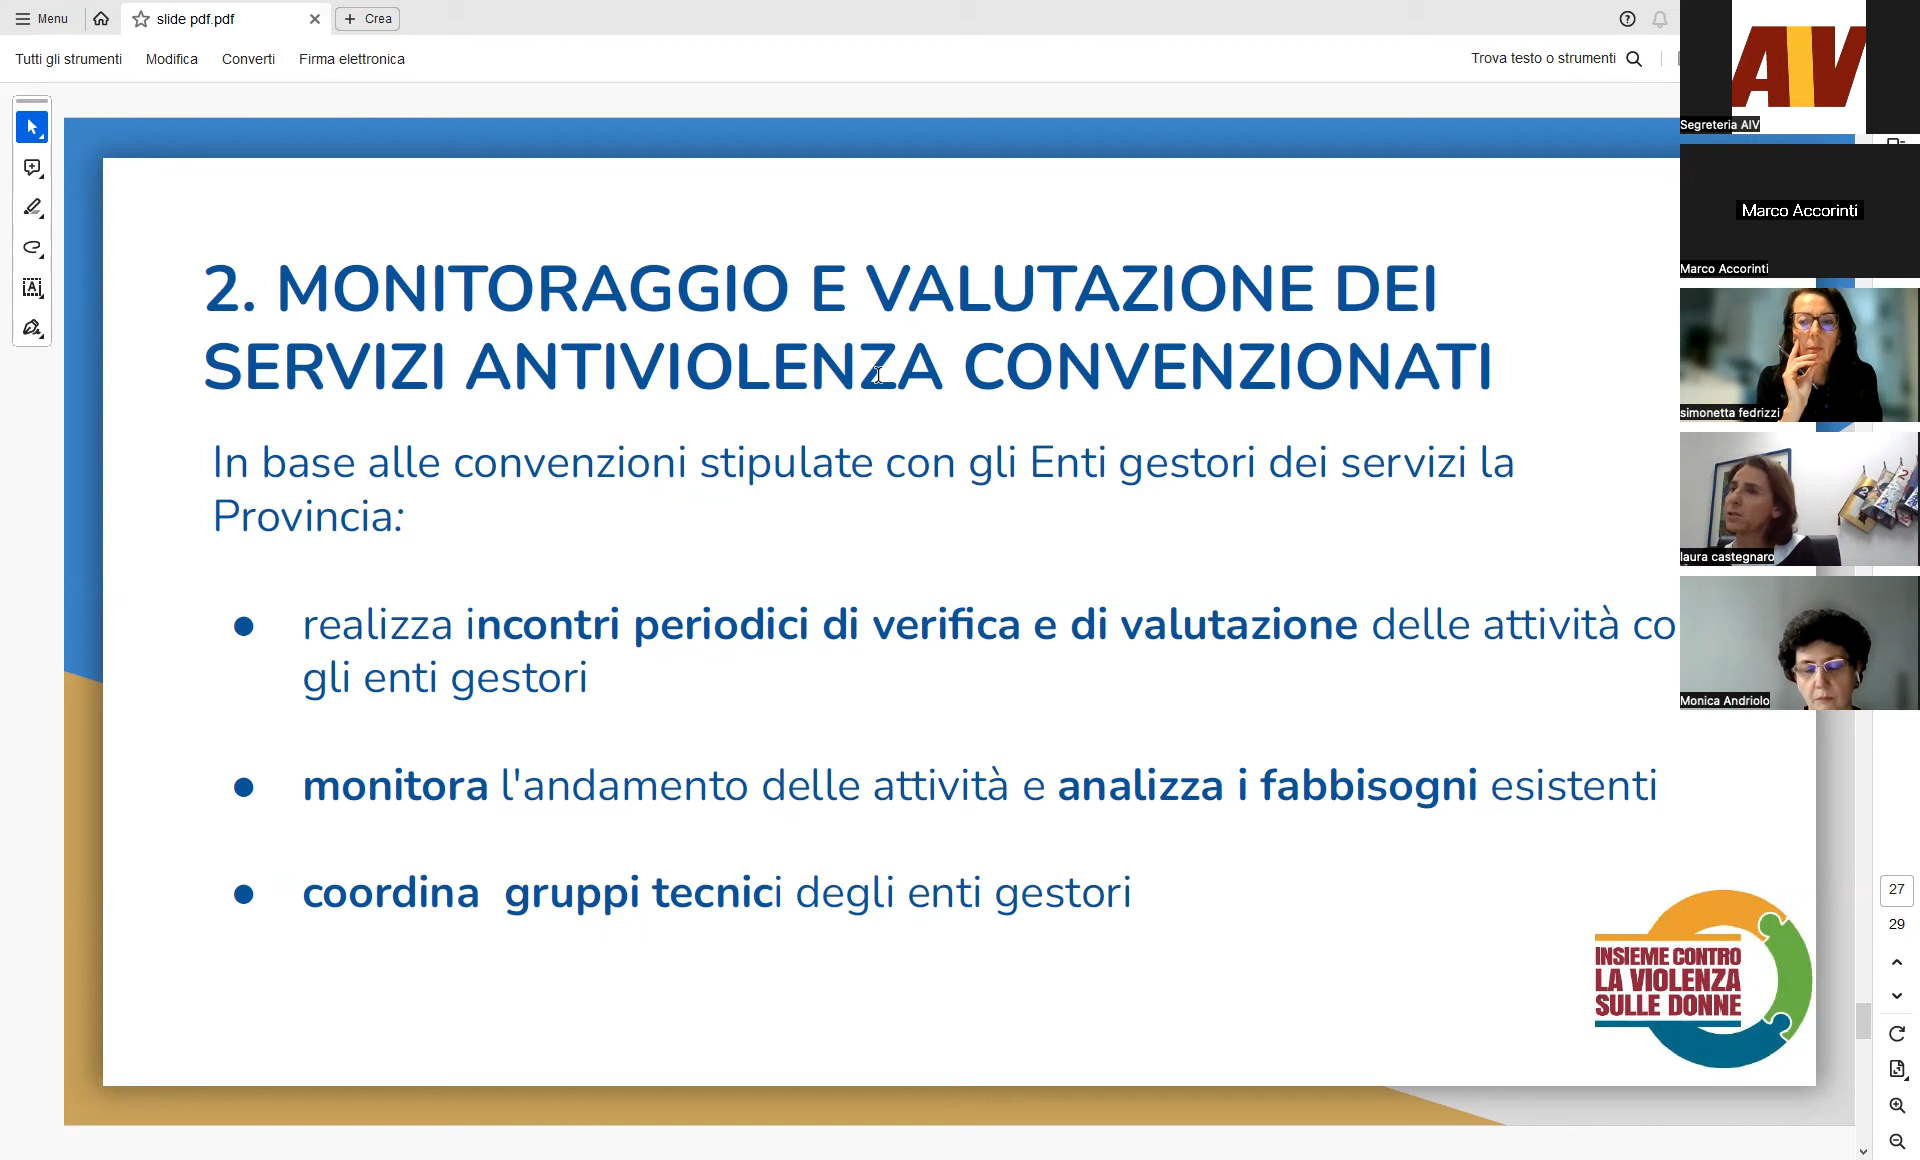 Menu
slide pdf.pdf
Crea
Tutti gli strumenti
Modifica
Converti
Firma elettronica
Trova testo o strumenti
2. MONITORAGGIO E VALUTAZIONE DEI
SERVIZI ANTIVIOLENZA CONVENZIONATI
In base alle convenzioni stipulate con gli Enti gestori dei servizi la
Provincia:
● realizza incontri periodici di verifica e di valutazione delle attività co
gli enti gestori
● monitora l'andamento delle attività e analizza i fabbisogni esistenti
● coordina  gruppi tecnici degli enti gestori
INSIEME CONTRO
LA VIOLENZA
SULLE DONNE
AIV
Segreteria AIV
Marco Accorinti
Marco Accorinti
simonetta fedrizzi
laura castegnaro
Monica Andriolo
27
29